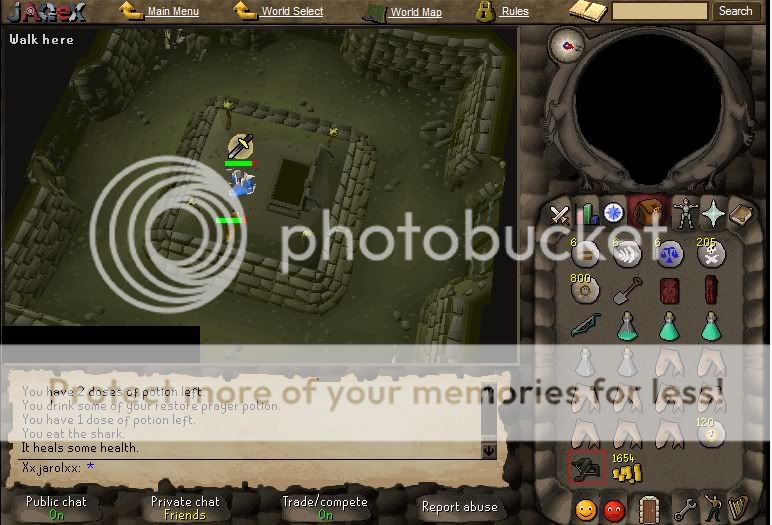 JAGeX
Main Menu
World Select
World Map
Rules
Search
Walk here
6
6
6
205
800
photobucket
Protect more of your memories for less!
You have 2 doses of potion left.
You drink some of your restore prayer potion.
You have 1 dose of potion left.
You eat the shark.
It heals some health.
Xxjarolxx: *
120
1654
Public chat
On
Private chat
Friends
Trade/compete
On
Report abuse